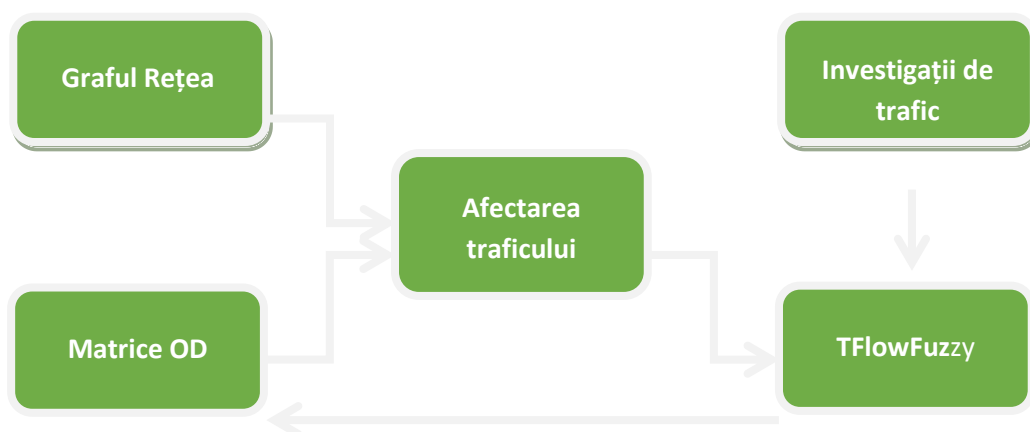 Graful Rețea
Investigații de
trafic
Afectarea
traficului
Matrice OD
TFlowFuzzy